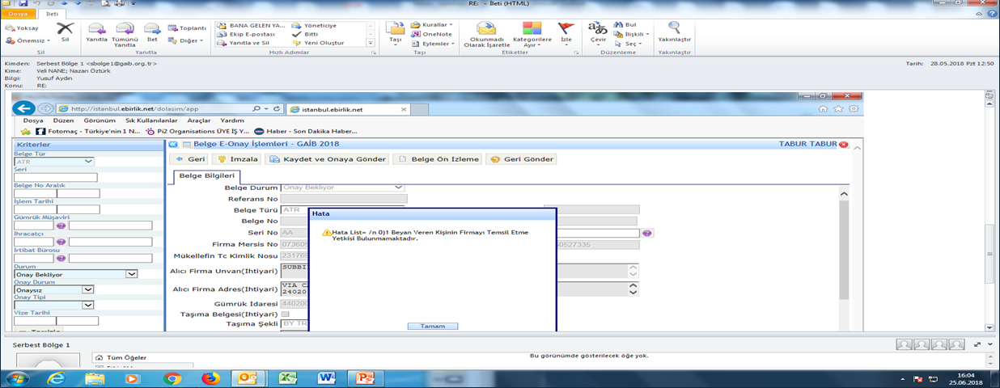 RE: - İleti (HTML)
Dosya İleti
Yoksay
Önemsiz
Sil
Yanıtla Tümünü Yanıtla İlet
Toplantı
Diğer
BANA GELEN YA...
Ekip E-postası
Yanıtla ve Sil
Yöneticiye
Bitti
Yeni Oluştur
Taşı
Kurallar
OneNote
Eylemler
Okunmadı Olarak İşaretle
Kategorilere Ayır
İzle
Çevir
Bul
İlişkili
Seç
Yakınlaştır
Sil Yanıtla Hızlı Adımlar Taşı Etiketler Düzenleme Yakınlaştır
Kimden: Serbest Bölge 1 <sbolge1@gaib.org.tr> Tarih: 28.05.2018 Pzt 12:50
Kime: Veli NANE; Nazan Öztürk
Bilgi: Yusuf Aydın
Konu: RE:
http://istanbul.ebirlik.net/dolasim/app istanbul.ebirlik.net
Dosya Düzen Görünüm Sık Kullanılanlar Araçlar Yardım
Fotomaç - Türkiye'nin 1 N... Pi2 Organisations ÜYE İŞ Y... Haber - Son Dakika Haber...
Kriterler
Belge Tür
ATR
Seri
Belge No Aralık
İşlem Tarihi
Gümrük Müşaviri
İhracatçı
İrtibat Bürosu
Durum
Onay Bekliyor
Onay Durum
Onaysız
Onay Tipi
Vize Tarihi
Temizle
Belge E-Onay İşlemleri - GAİB 2018 TABUR TABUR
Geri İmzala Kaydet ve Onaya Gönder Belge Ön İzleme Geri Gönder
Belge Bilgileri
Belge Durum Onay Bekliyor
Referans No
Belge Türü ATR
Belge No
Seri No AA
Firma Mersis No 073605 60527335
Mükellefin Tc Kimlik Nosu 231765
Alıcı Firma Unvan(İhtiyari) SUBBI
Alıcı Firma Adres(İhtiyari) VIA CA
24020
Gümrük İdaresi 440200
Taşıma Belgesi(İhtiyari)
Taşıma Şekli BY TR
Hata
Hata List= /n 0)1 Beyan Veren Kişinin Firmayı Temsil Etme
Yetkisi Bulunmamaktadır.
Tamam
Serbest Bölge 1
Tüm Öğeler
Bu görünümde gösterilecek öğe yok.
16:04
25.06.2018